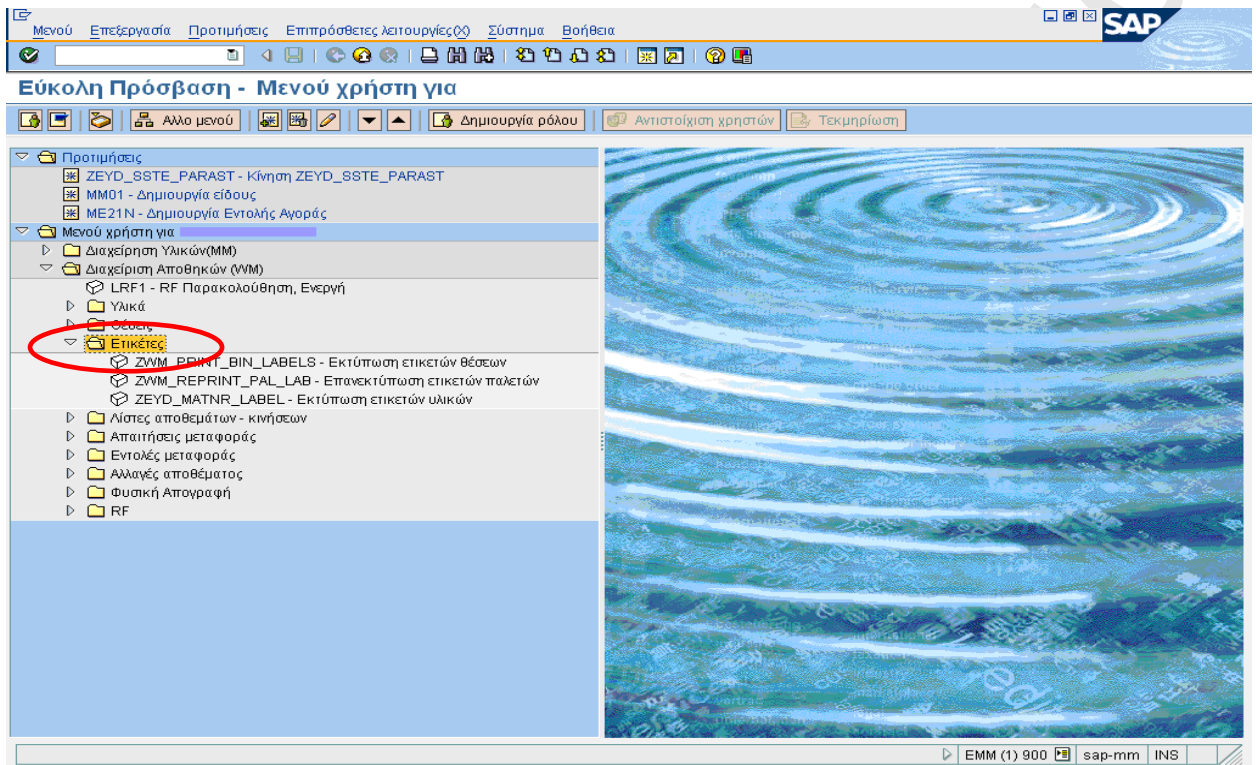 Μενού Επεξεργασία Προτιμήσεις Επιπρόσθετες λειτουργίες(X) Σύστημα Βοήθεια
SAP
Εύκολη Πρόσβαση - Μενού χρήστη για
Αλλο μενού Δημιουργία ρόλου Αντιστοίχιση χρηστών Τεκμηρίωση
Προτιμήσεις
ZEYD_SSTE_PARAST - Κίνηση ZEYD_SSTE_PARAST
MM01 - Δημιουργία είδους
ME21N - Δημιουργία Εντολής Αγοράς
Μενού χρήστη για
Διαχείρηση Υλικών(MM)
Διαχείριση Αποθηκών (WM)
LRF1 - RF Παρακολούθηση, Ενεργή
Υλικά
Θέσεις
Ετικέτες
ZWM_PRINT_BIN_LABELS - Εκτύπωση ετικετών θέσεων
ZWM_REPRINT_PAL_LAB - Επανεκτύπωση ετικετών παλετών
ZEYD_MATNR_LABEL - Εκτύπωση ετικετών υλικών
Λίστες αποθεμάτων - κινήσεων
Απαιτήσεις μεταφοράς
Εντολές μεταφοράς
Αλλαγές αποθέματος
Φυσική Απογραφή
RF
EMM (1) 900 sap-mm INS